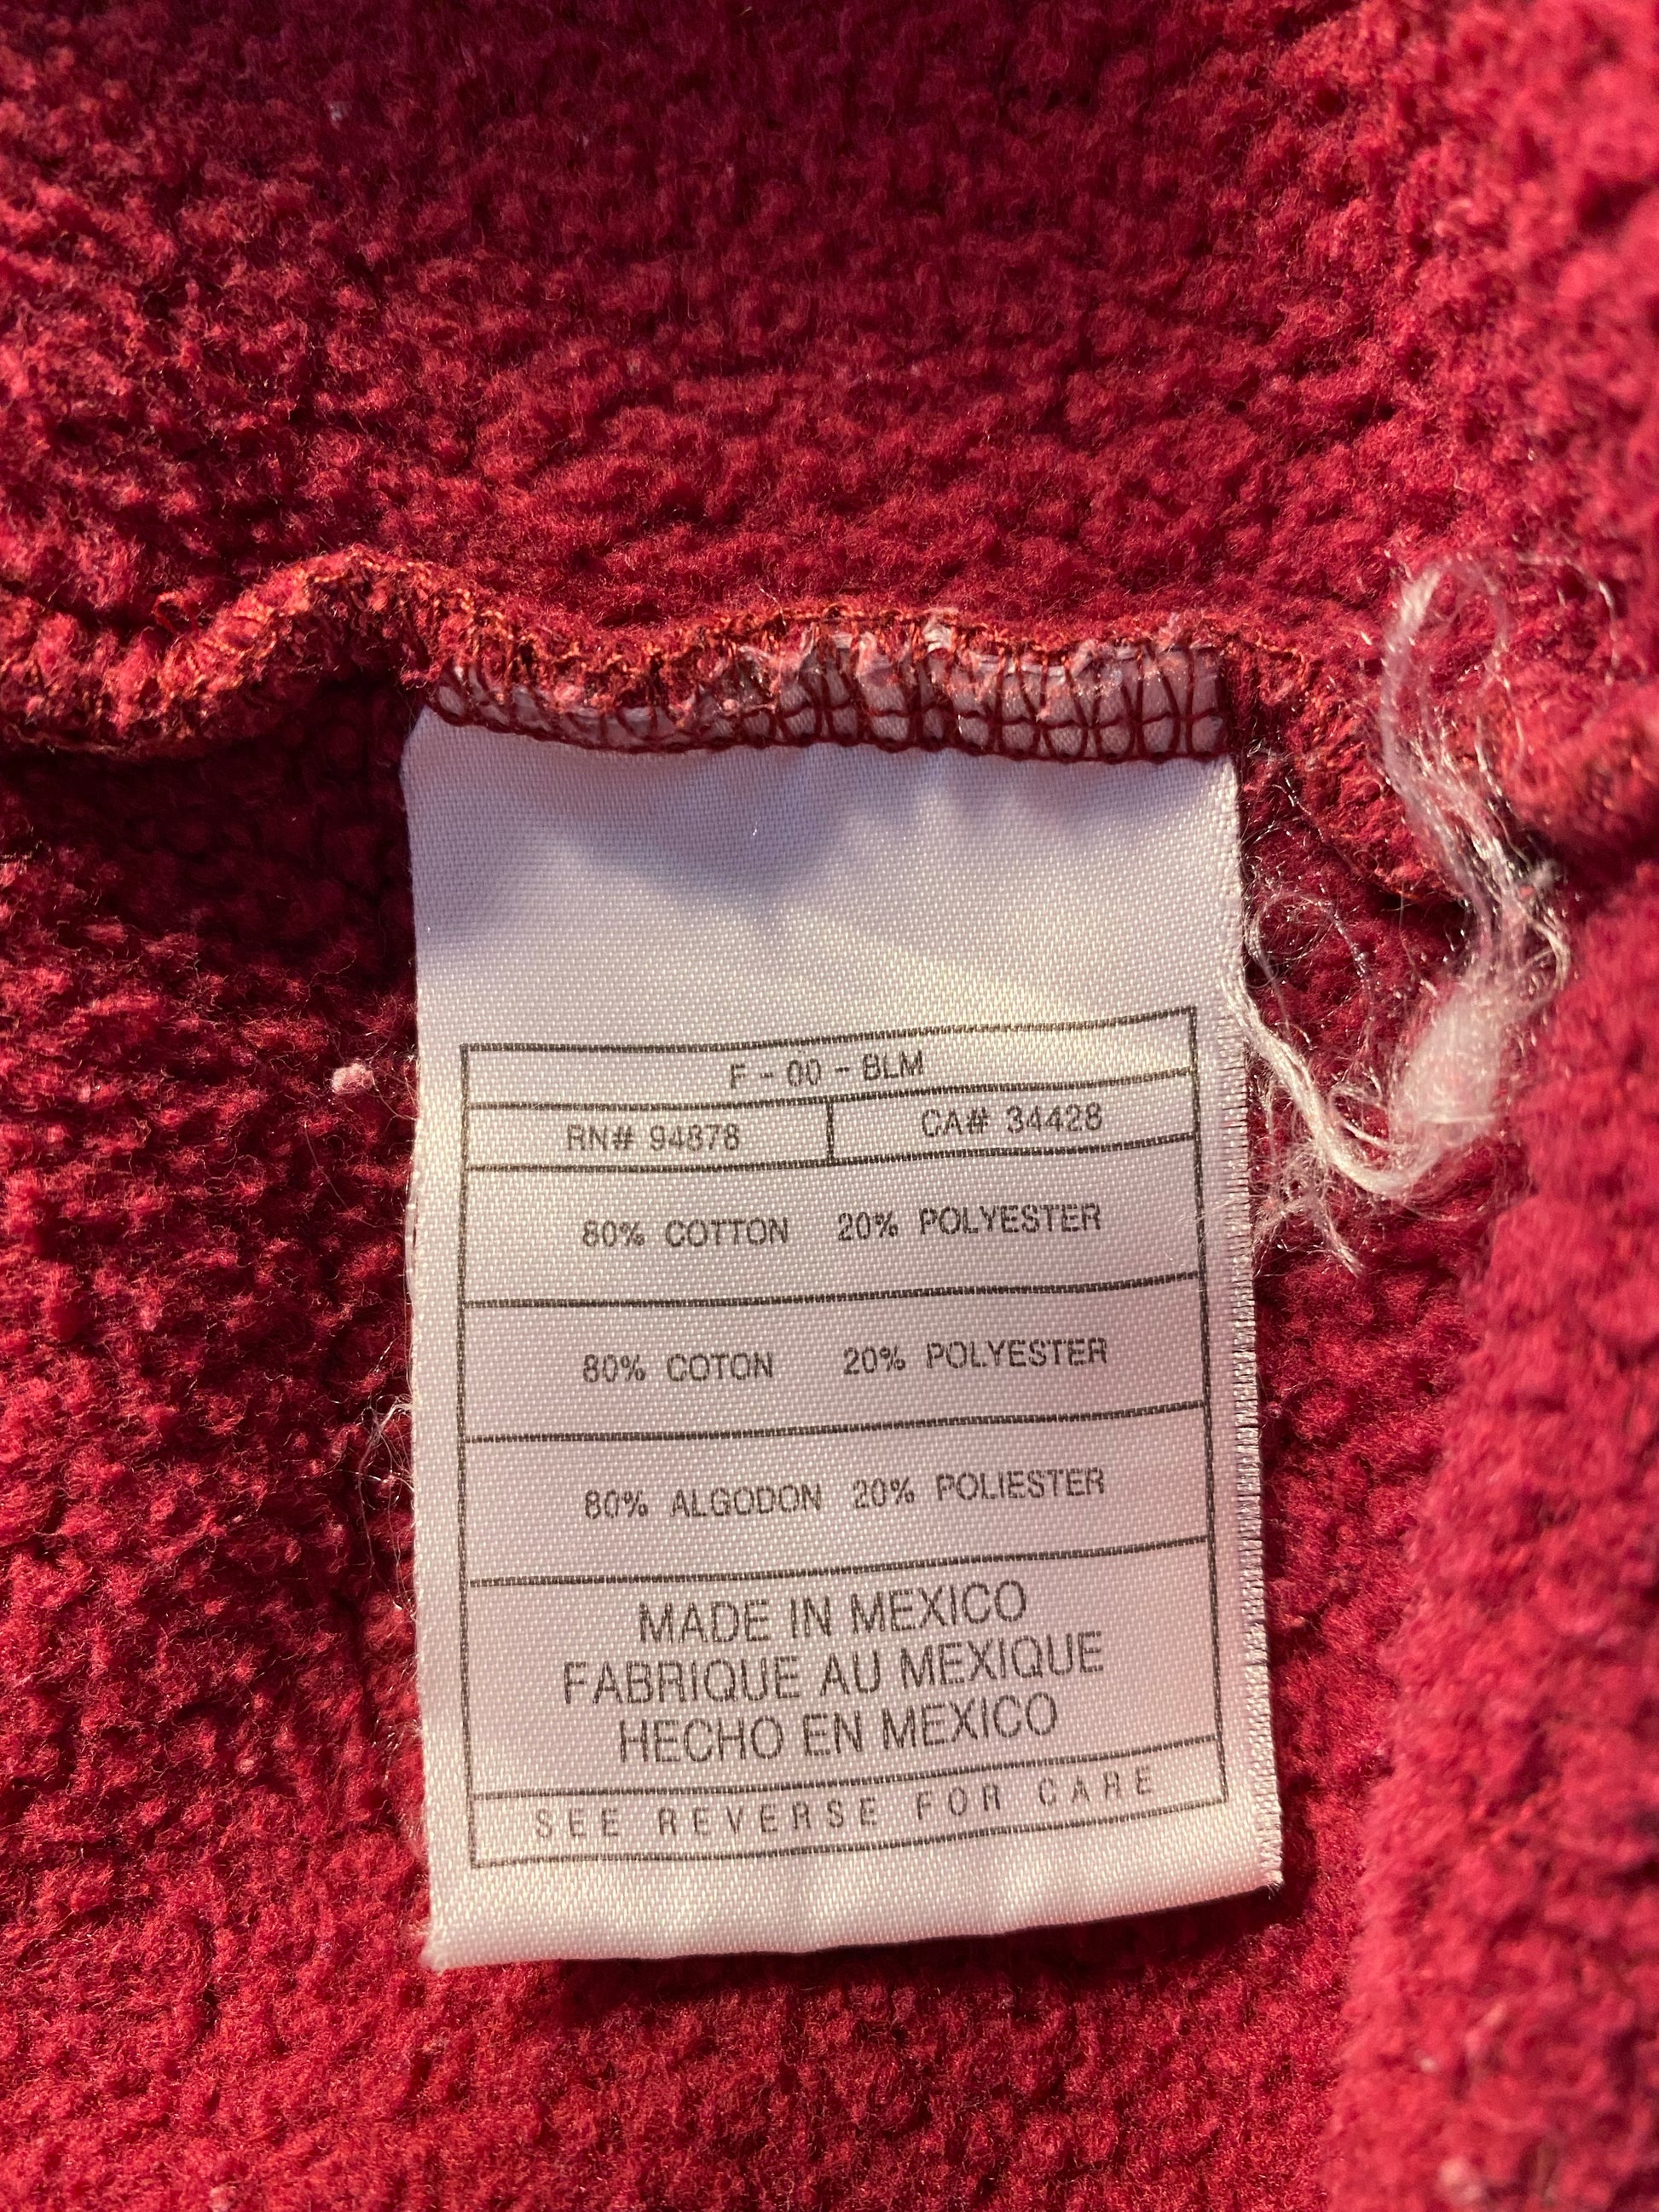 F - 00 - BLM
RN# 94878 CA# 34428
80% COTTON 20% POLYESTER
80% COTON 20% POLYESTER
80% ALGODON 20% POLIESTER
MADE IN MEXICO
FABRIQUE AU MEXIQUE
HECHO EN MEXICO
SEE REVERSE FOR CARE